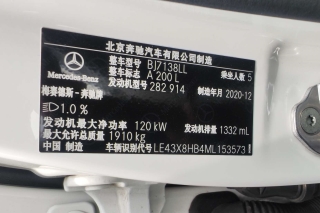 北京奔驰汽车有限公司制造
整车型号 BJ7138LL 乘坐人数 5
整车标志 A 200 L
发动机型号 282 914 制造年月 2020-12
Mercedes-Benz
梅赛德斯-奔驰牌
1.0 %
发动机最大净功率 120 kW 发动机排量 1332 mL
最大允许总质量 1910 kg
中国 制造 车辆识别代号 LE43X8HB4ML153573